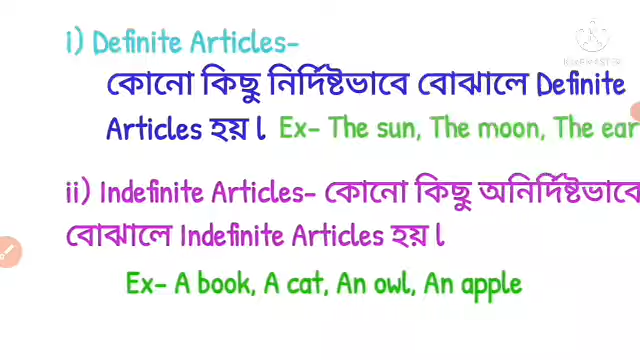 i) Definite Articles-
কোনো কিছু নির্দিষ্টভাবে বোঝালে Definite
Articles হয় l Ex- The sun, The moon, The ear
ii) Indefinite Articles- কোনো কিছু অনির্দিষ্টভাবে
বোঝালে Indefinite Articles হয় l
Ex- A book, A cat, An owl, An apple